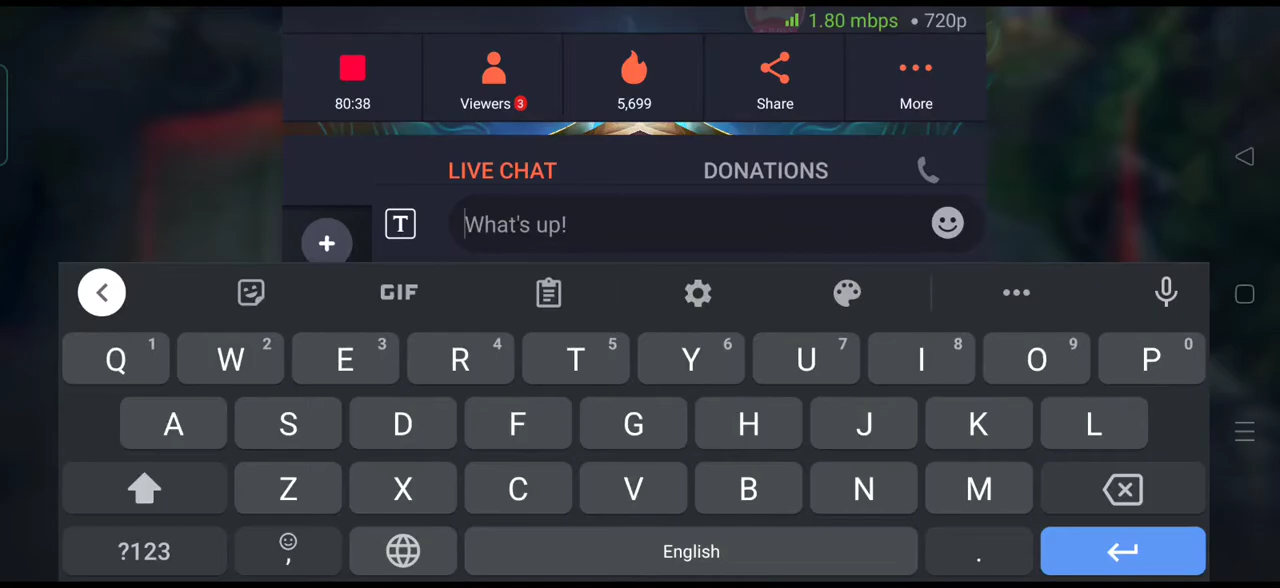 1.80 mbps • 720p
80:38
Viewers 3
5,699
Share
More
LIVE CHAT
DONATIONS
T
What's up!
GIF
Q 1 W 2 E 3 R 4 T 5 Y 6 U 7 I 8 O 9 P 0
A S D F G H J K L
Z X C V B N M
?123 , English .